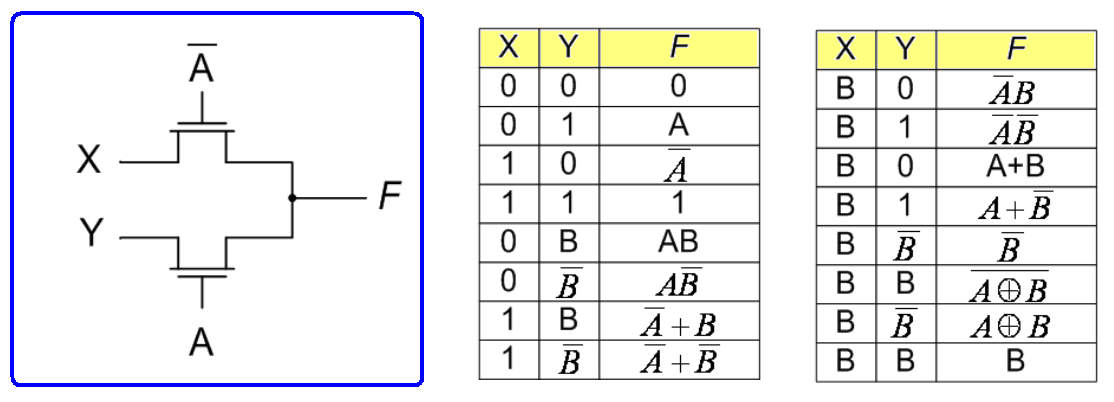 A̅
X
F
Y
A
X Y F
0 0 0
0 1 A
1 0 A̅
1 1 1
0 B AB
0 B̅ AB̅
1 B A̅+B
1 B̅ A̅+B̅
X Y F
B 0 A̅B
B 1 A̅B̅
B 0 A+B
B 1 A+B̅
B B̅ B̅
B B A̅⊕̅B̅
B B̅ A⊕B
B B B